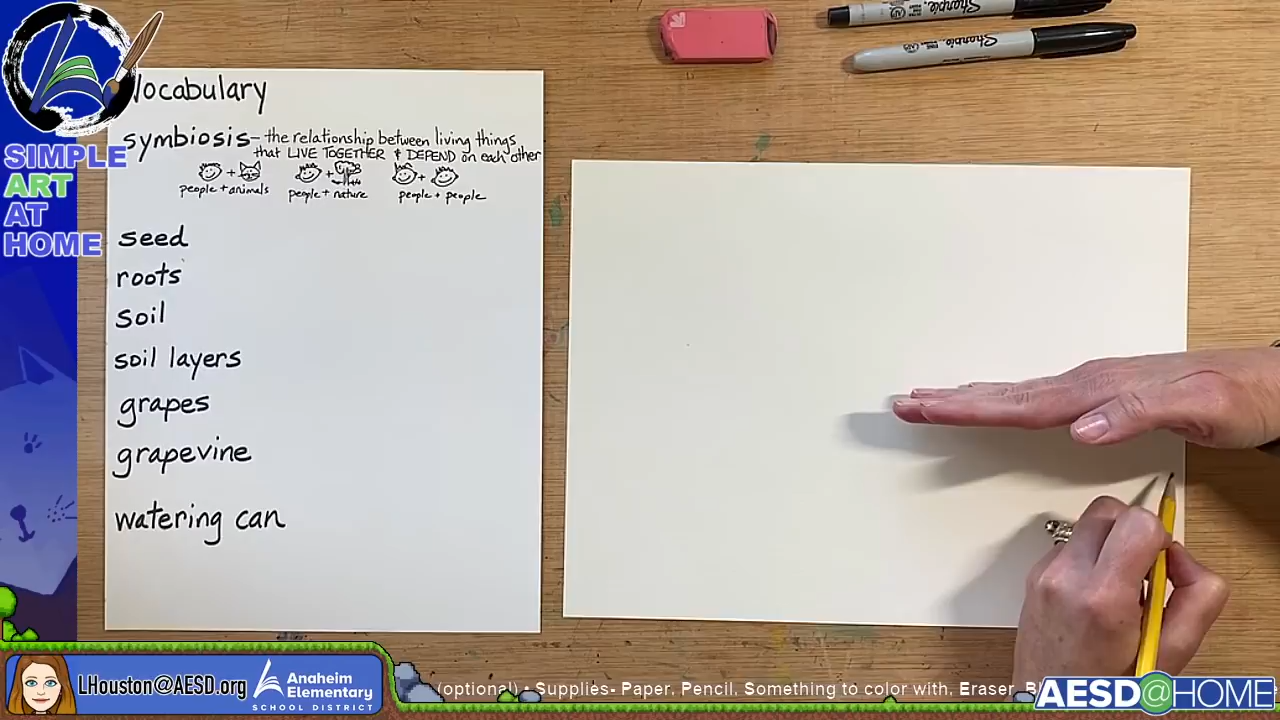 Vocabulary
symbiosis - the relationship between living things
that LIVE TOGETHER & DEPEND on each other
people + animals
people + nature
people + people
seed
roots
soil
soil layers
grapes
grapevine
watering can
SIMPLE
ART
AT
HOME
Sharpie
Sharpie
LHouston@AESD.org
Anaheim
Elementary
SCHOOL DISTRICT
(optional) • Supplies- Paper, Pencil, Something to color with, Eraser,
AESD@HOME